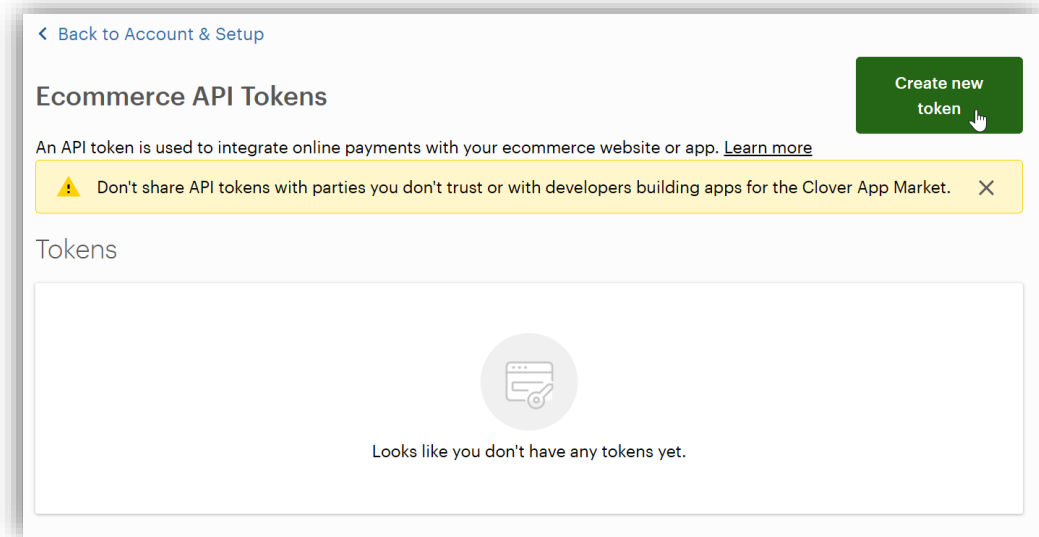 Back to Account & Setup
Ecommerce API Tokens
Create new
token
An API token is used to integrate online payments with your ecommerce website or app. Learn more
Don't share API tokens with parties you don't trust or with developers building apps for the Clover App Market.
Tokens
Looks like you don't have any tokens yet.